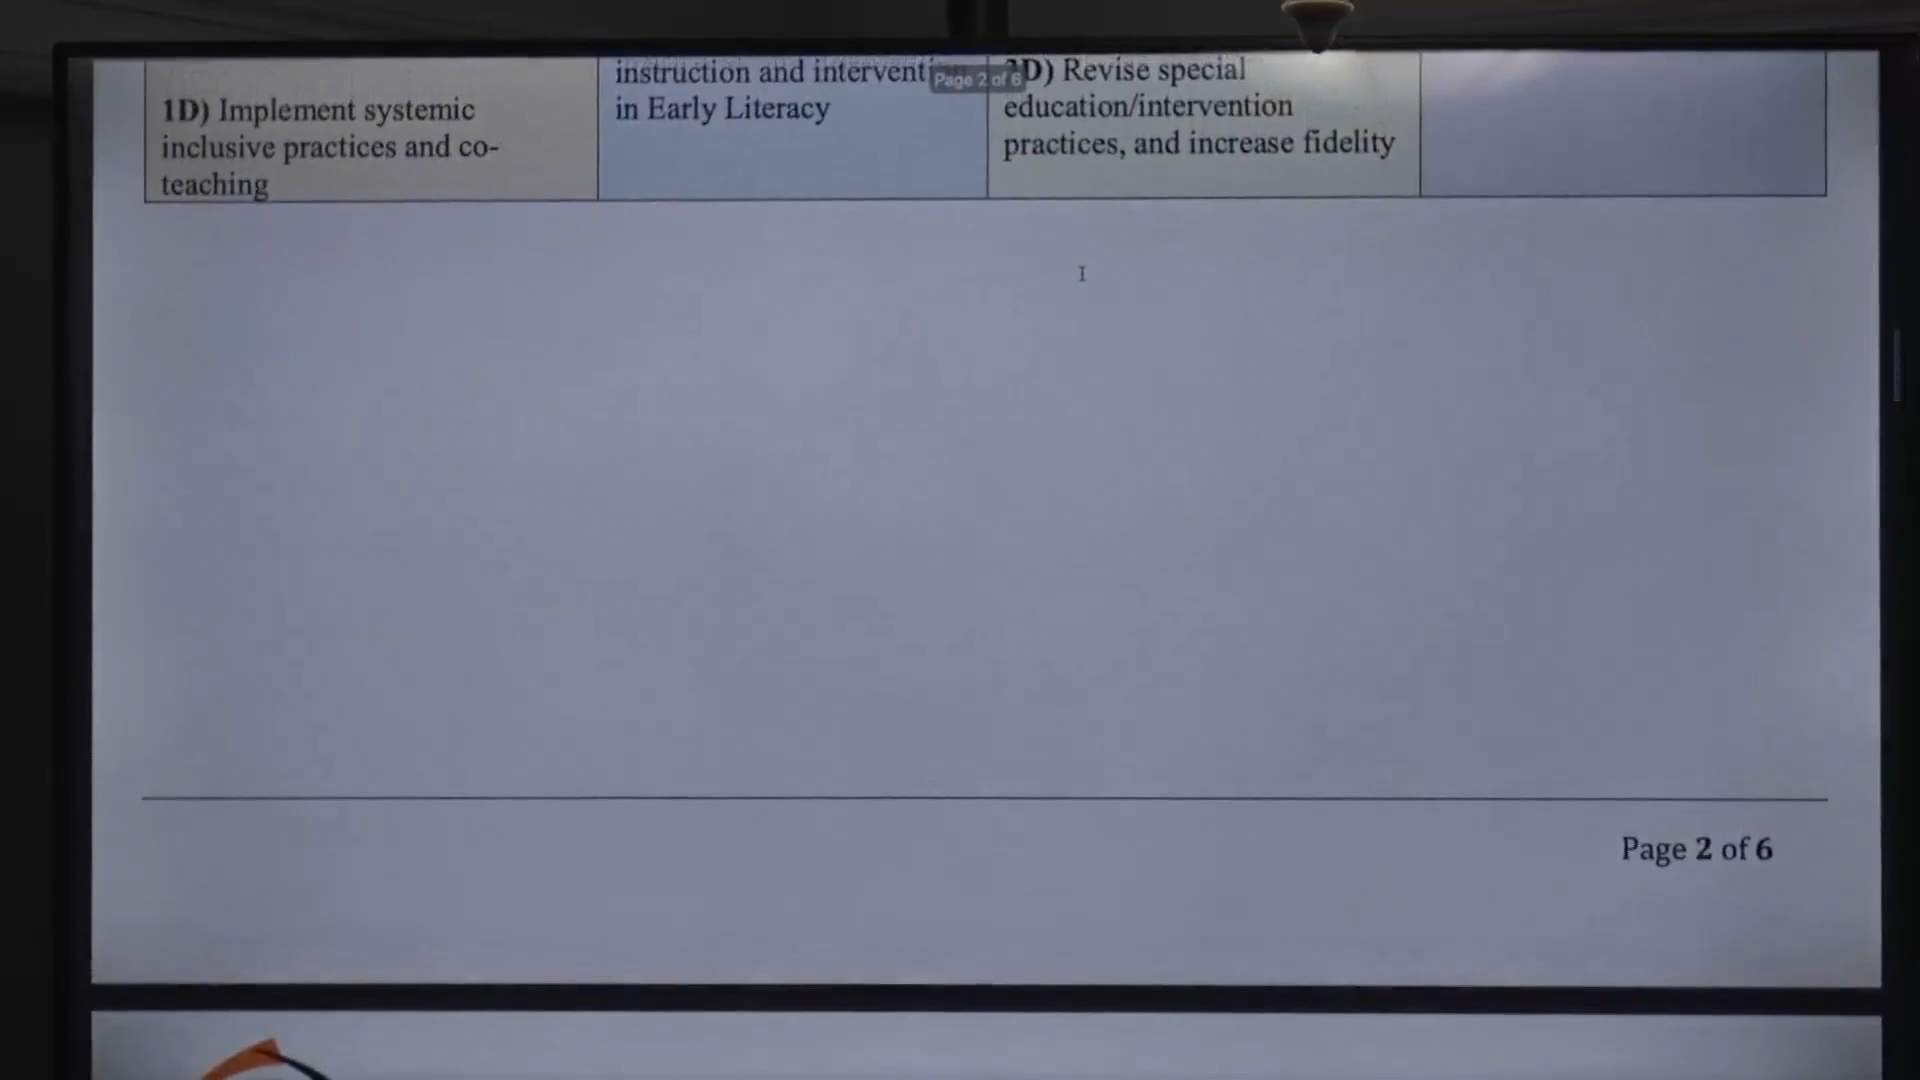 1D) Implement systemic
inclusive practices and co-
teaching
instruction and
in Early Literacy
Page 2 of 6
D) Revise special
education/intervention
practices, and increase fidelity
Page 2 of 6